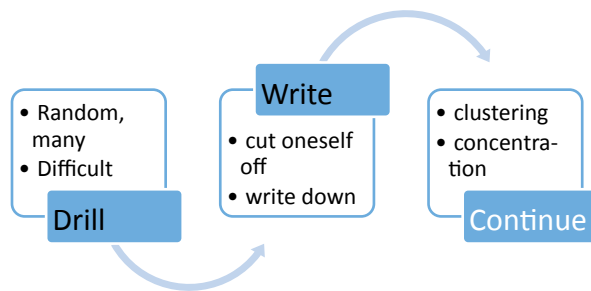 • Random,
many
• Difficult
Drill
Write
• cut oneself
off
• write down
• clustering
• concentra-
tion
Continue